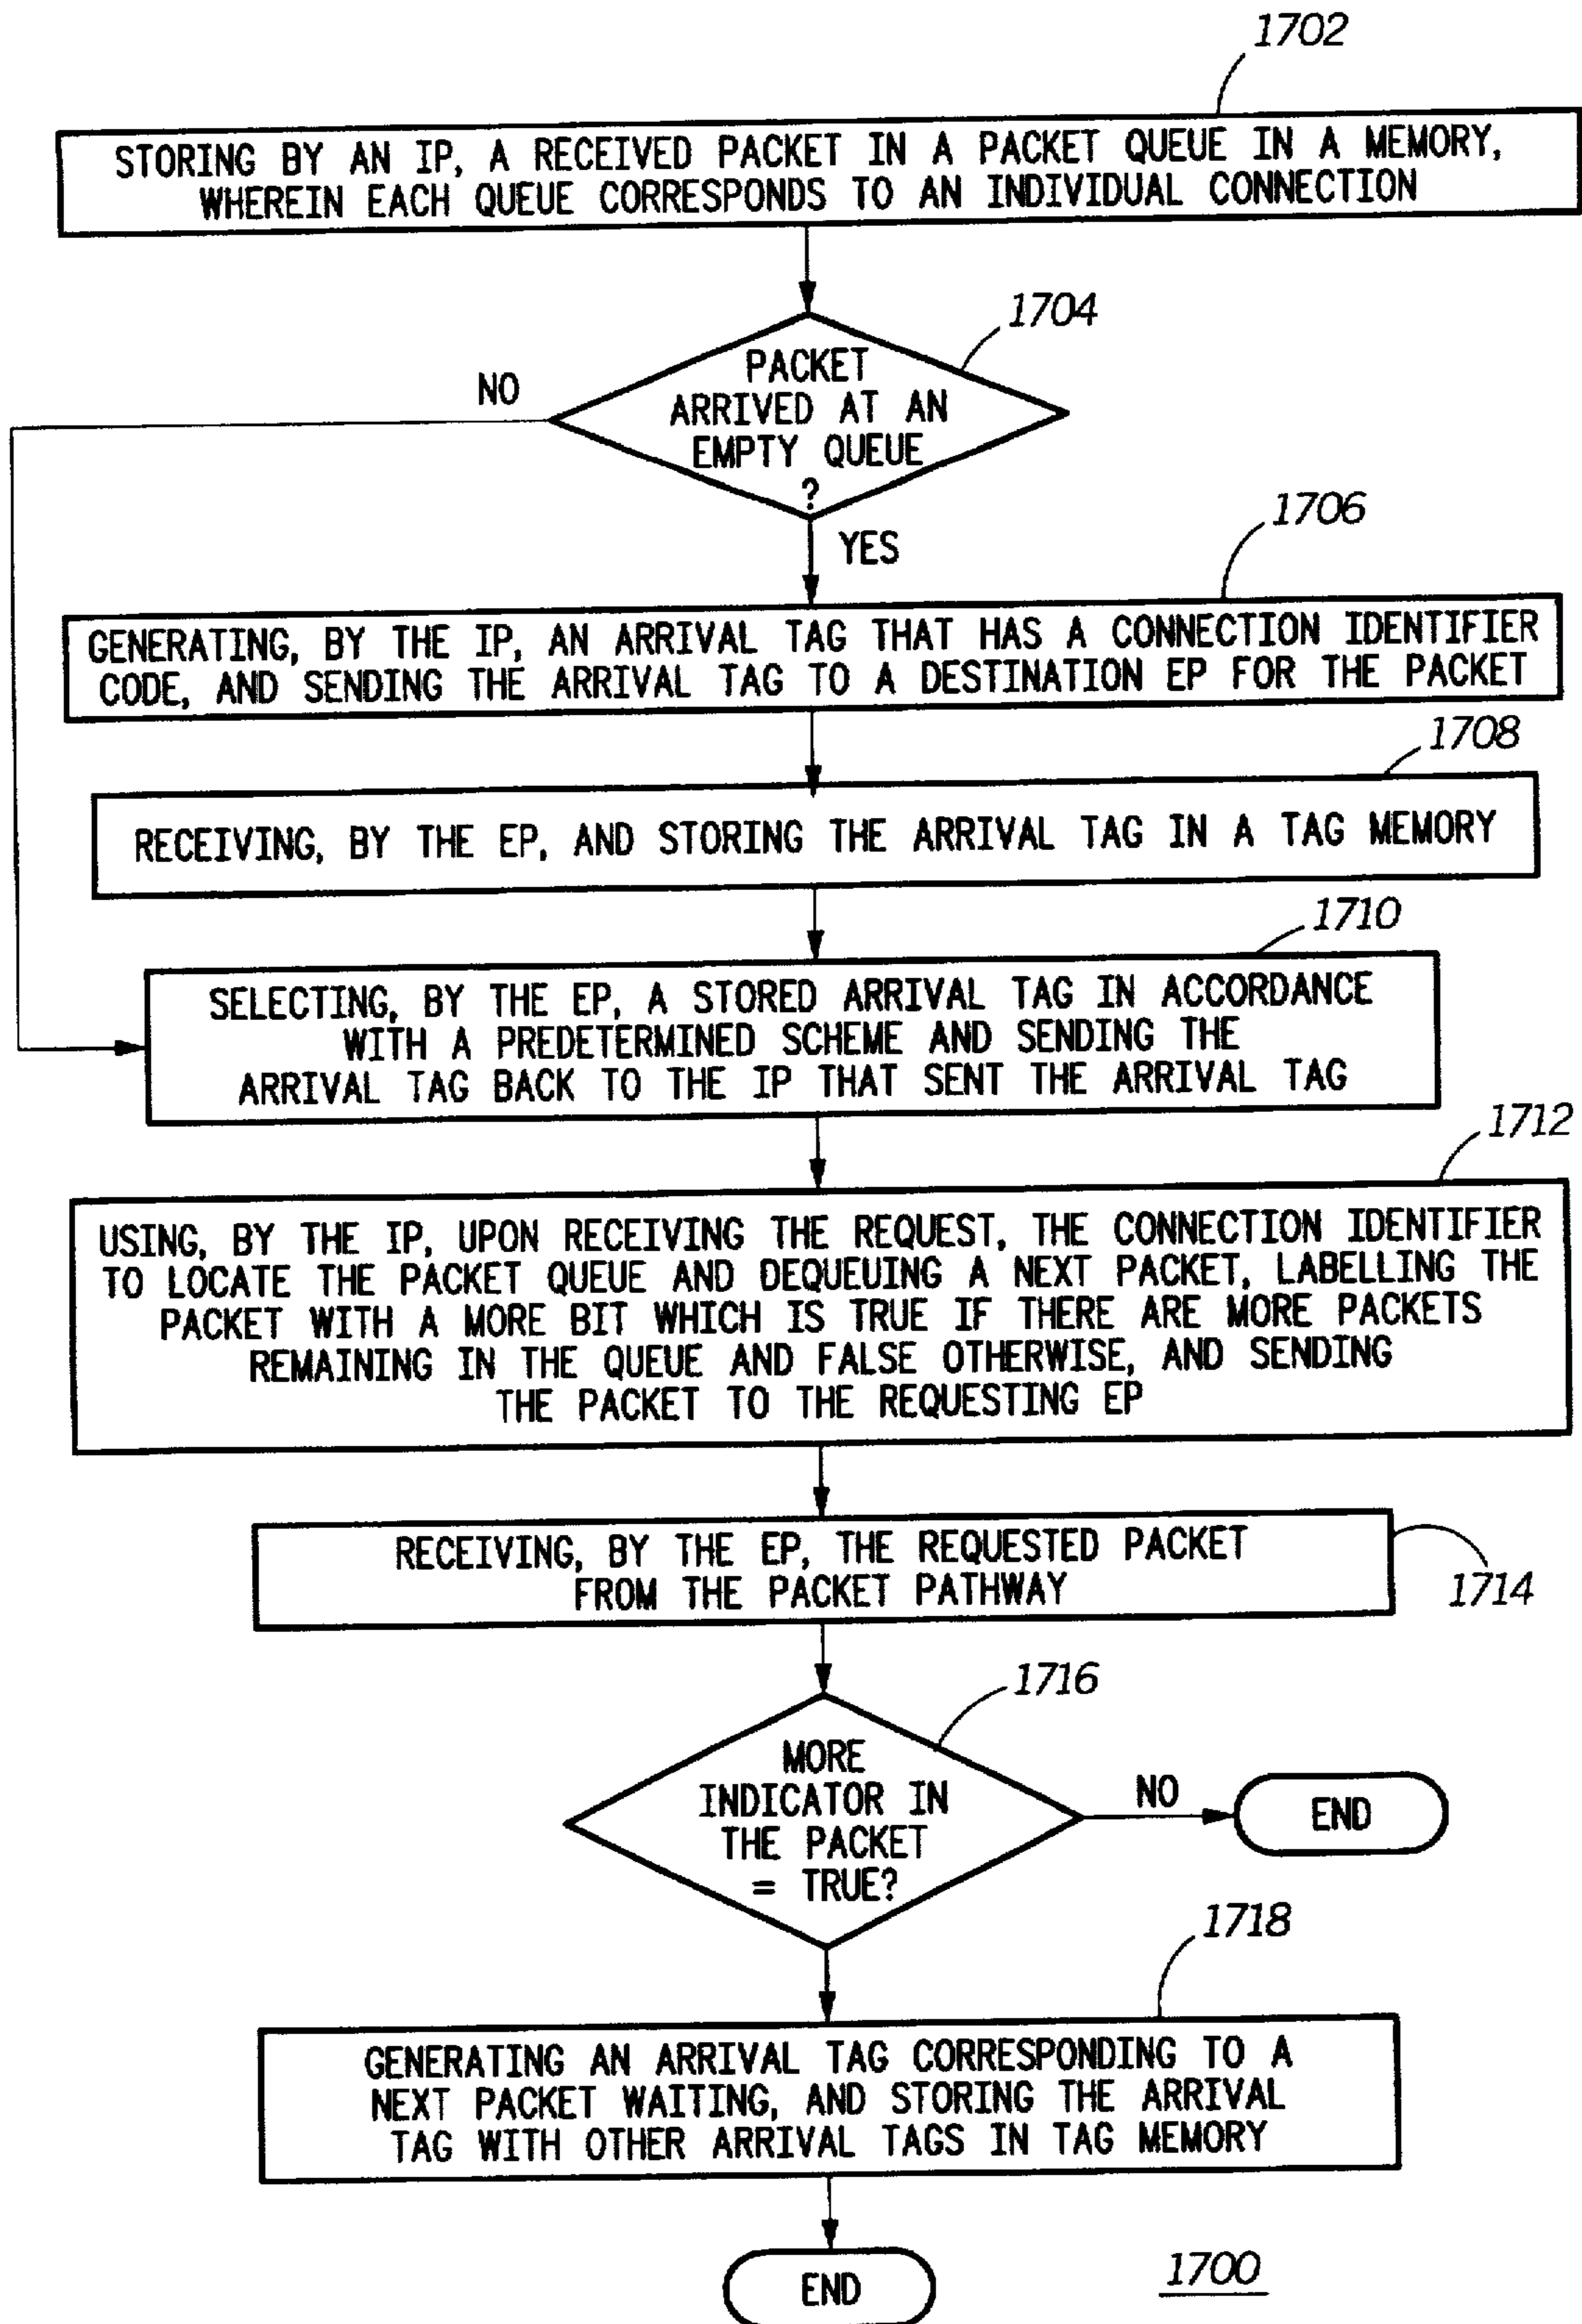 1702
STORING BY AN IP, A RECEIVED PACKET IN A PACKET QUEUE IN A MEMORY,
WHEREIN EACH QUEUE CORRESPONDS TO AN INDIVIDUAL CONNECTION
1704
PACKET
ARRIVED AT AN
EMPTY QUEUE
?
NO
YES
1706
GENERATING, BY THE IP, AN ARRIVAL TAG THAT HAS A CONNECTION IDENTIFIER
CODE, AND SENDING THE ARRIVAL TAG TO A DESTINATION EP FOR THE PACKET
1708
RECEIVING, BY THE EP, AND STORING THE ARRIVAL TAG IN A TAG MEMORY
1710
SELECTING, BY THE EP, A STORED ARRIVAL TAG IN ACCORDANCE
WITH A PREDETERMINED SCHEME AND SENDING THE
ARRIVAL TAG BACK TO THE IP THAT SENT THE ARRIVAL TAG
1712
USING, BY THE IP, UPON RECEIVING THE REQUEST, THE CONNECTION IDENTIFIER
TO LOCATE THE PACKET QUEUE AND DEQUEUING A NEXT PACKET, LABELLING THE
PACKET WITH A MORE BIT WHICH IS TRUE IF THERE ARE MORE PACKETS
REMAINING IN THE QUEUE AND FALSE OTHERWISE, AND SENDING
THE PACKET TO THE REQUESTING EP
RECEIVING, BY THE EP, THE REQUESTED PACKET
FROM THE PACKET PATHWAY
1714
1716
MORE
INDICATOR IN
THE PACKET
= TRUE?
NO
END
1718
GENERATING AN ARRIVAL TAG CORRESPONDING TO A
NEXT PACKET WAITING, AND STORING THE ARRIVAL
TAG WITH OTHER ARRIVAL TAGS IN TAG MEMORY
END
1700